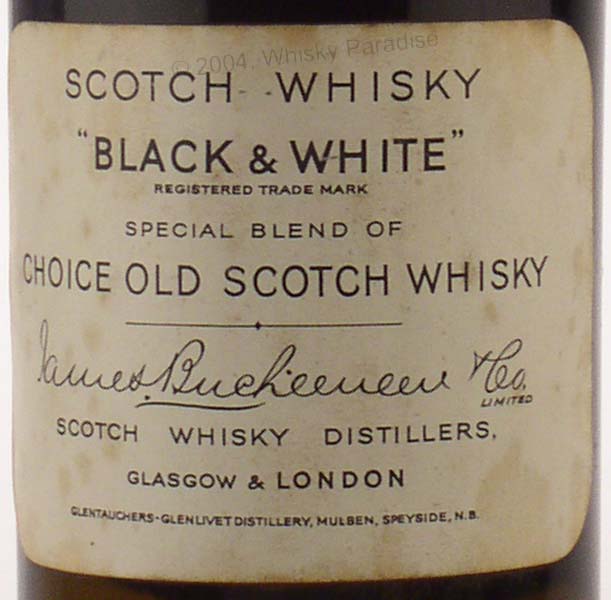 © 2004, Whisky Paradise
SCOTCH WHISKY
"BLACK & WHITE"
REGISTERED TRADE MARK
SPECIAL BLEND OF
CHOICE OLD SCOTCH WHISKY
James Buchanan & Co.
LIMITED
SCOTCH WHISKY DISTILLERS,
GLASGOW & LONDON
GLENTAUCHERS-GLENLIVET DISTILLERY, MULBEN, SPEYSIDE, N.B.